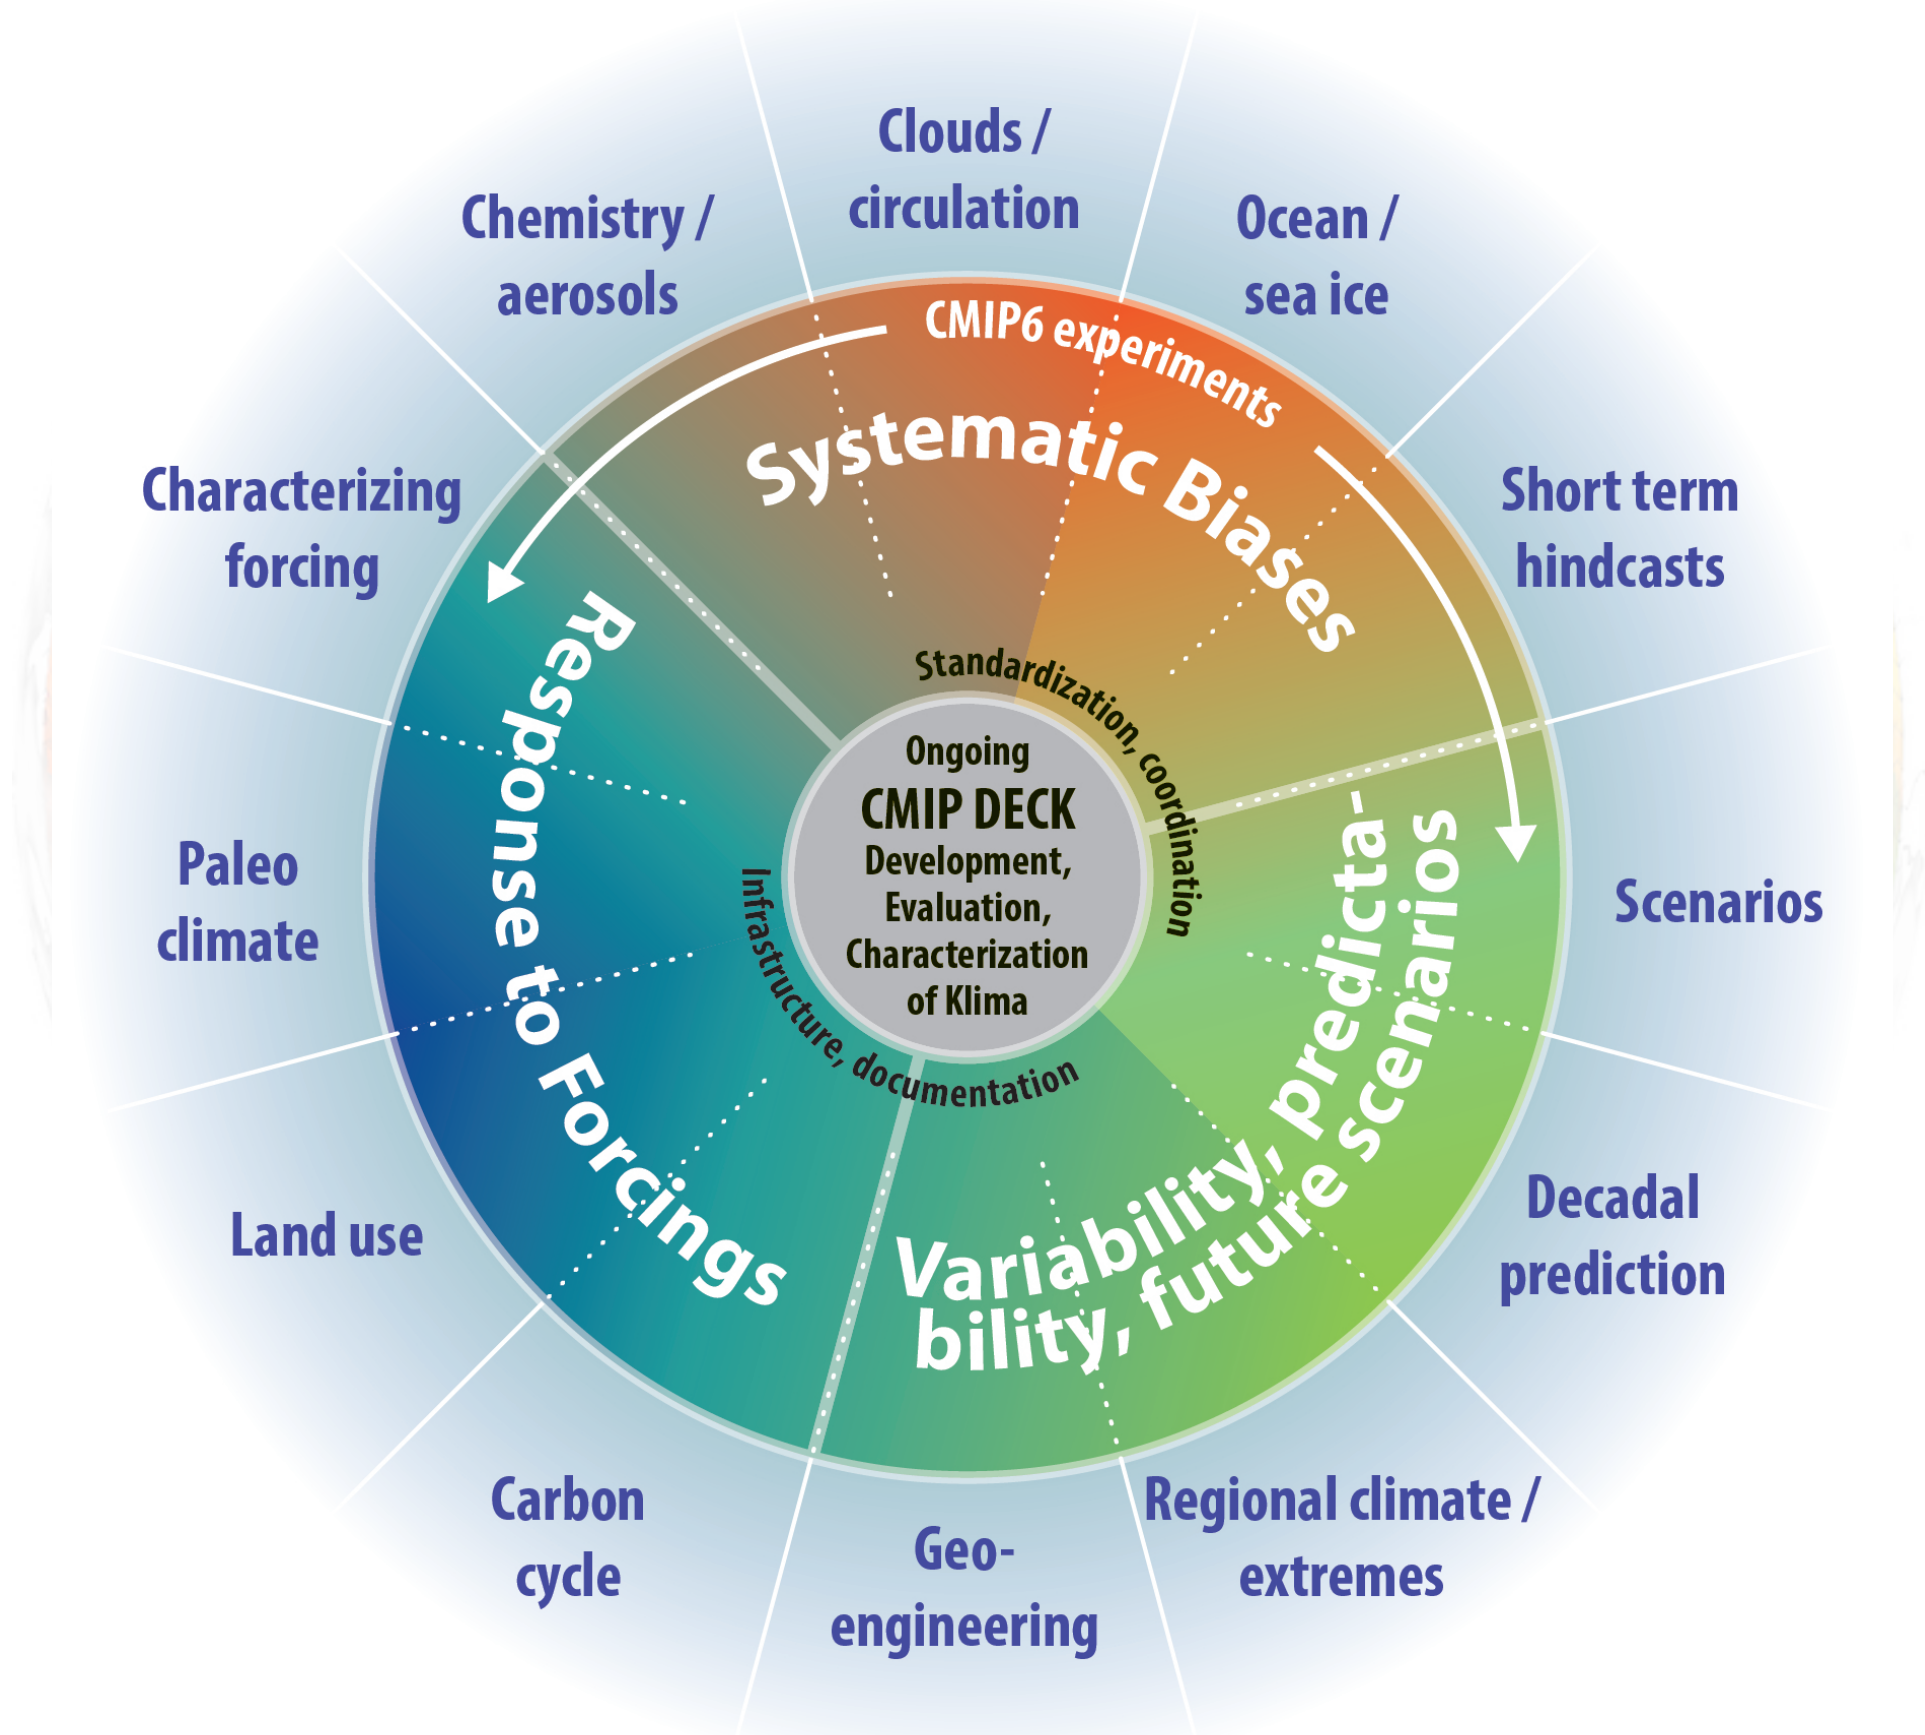 Clouds /
circulation
Ocean /
sea ice
Short term
hindcasts
Scenarios
Decadal
prediction
Regional climate /
extremes
Geo-
engineering
Carbon
cycle
Land use
Paleo
climate
Characterizing
forcing
Chemistry /
aerosols
CMIP6 experiments
Systematic Biases
Variability, predicta-
bility, future scenarios
Response to Forcings
Standardization, coordination
Infrastructure, documentation
Ongoing
CMIP DECK
Development,
Evaluation,
Characterization
of Klima